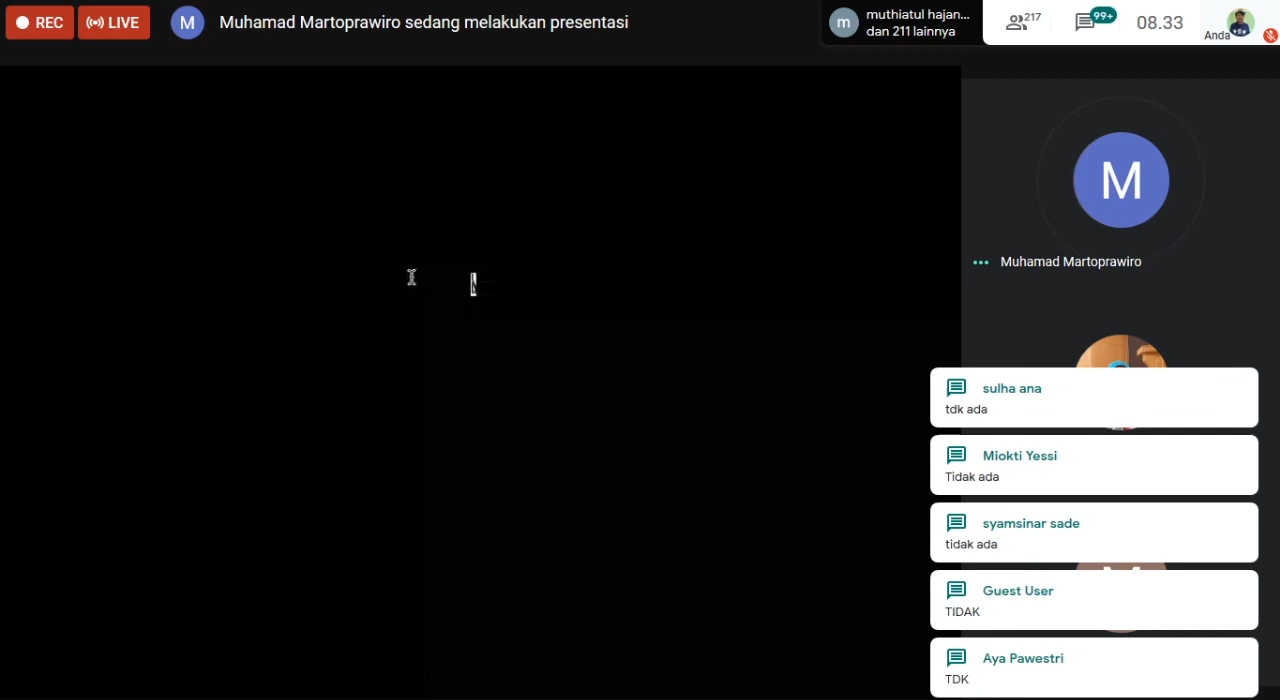 REC
LIVE
M
Muhamad Martoprawiro sedang melakukan presentasi
m
muthiatul hajan...
dan 211 lainnya
217
99+
08.33
Anda
M
Muhamad Martoprawiro
sulha ana
tdk ada
Miokti Yessi
Tidak ada
syamsinar sade
tidak ada
Guest User
TIDAK
Aya Pawestri
TDK